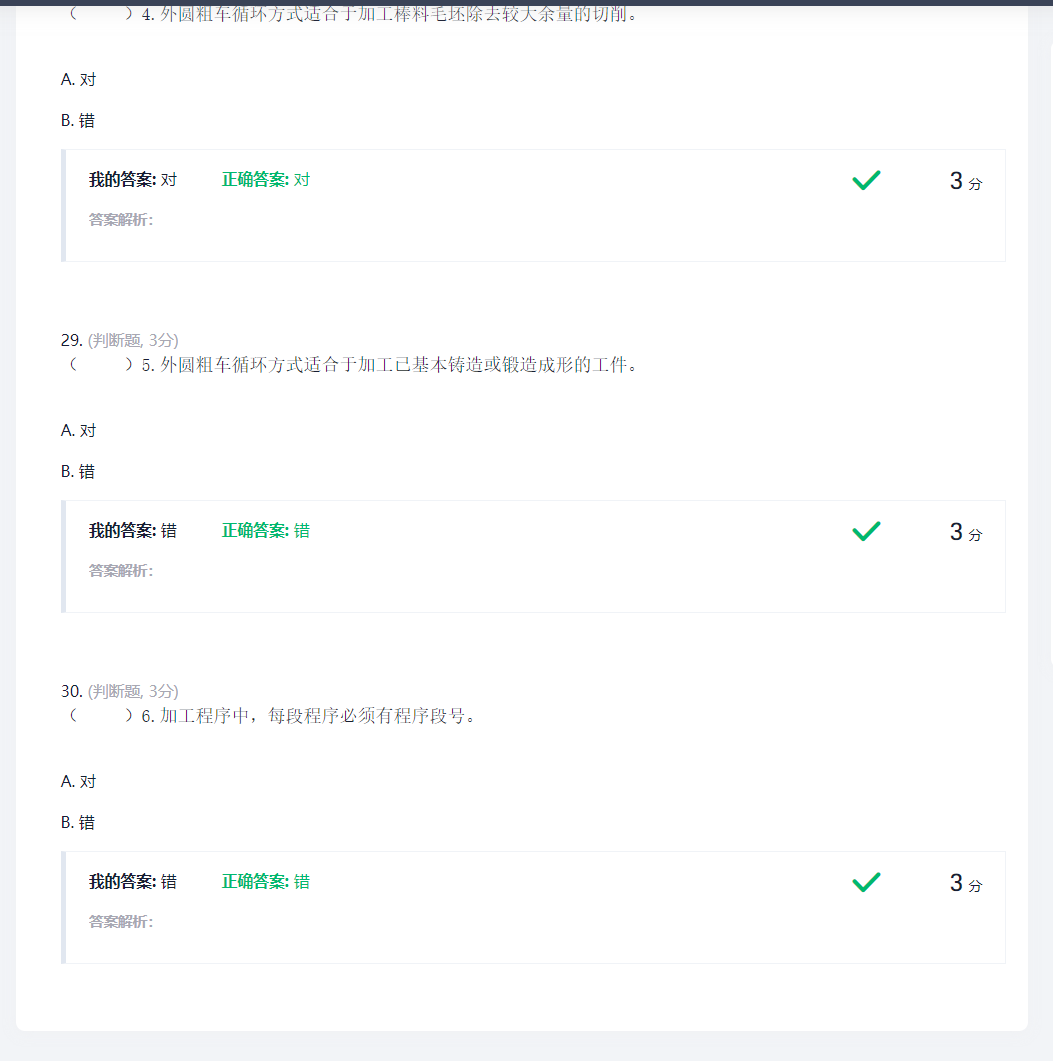 （ ）4. 外圆粗车循环方式适合于加工棒料毛坯除去较大余量的切削。
A. 对
B. 错
我的答案: 对 正确答案: 对 3 分
答案解析：
29. (判断题, 3分)
（ ）5. 外圆粗车循环方式适合于加工已基本铸造或锻造成形的工件。
A. 对
B. 错
我的答案: 错 正确答案: 错 3 分
答案解析：
30. (判断题, 3分)
（ ）6. 加工程序中，每段程序必须有程序段号。
A. 对
B. 错
我的答案: 错 正确答案: 错 3 分
答案解析：